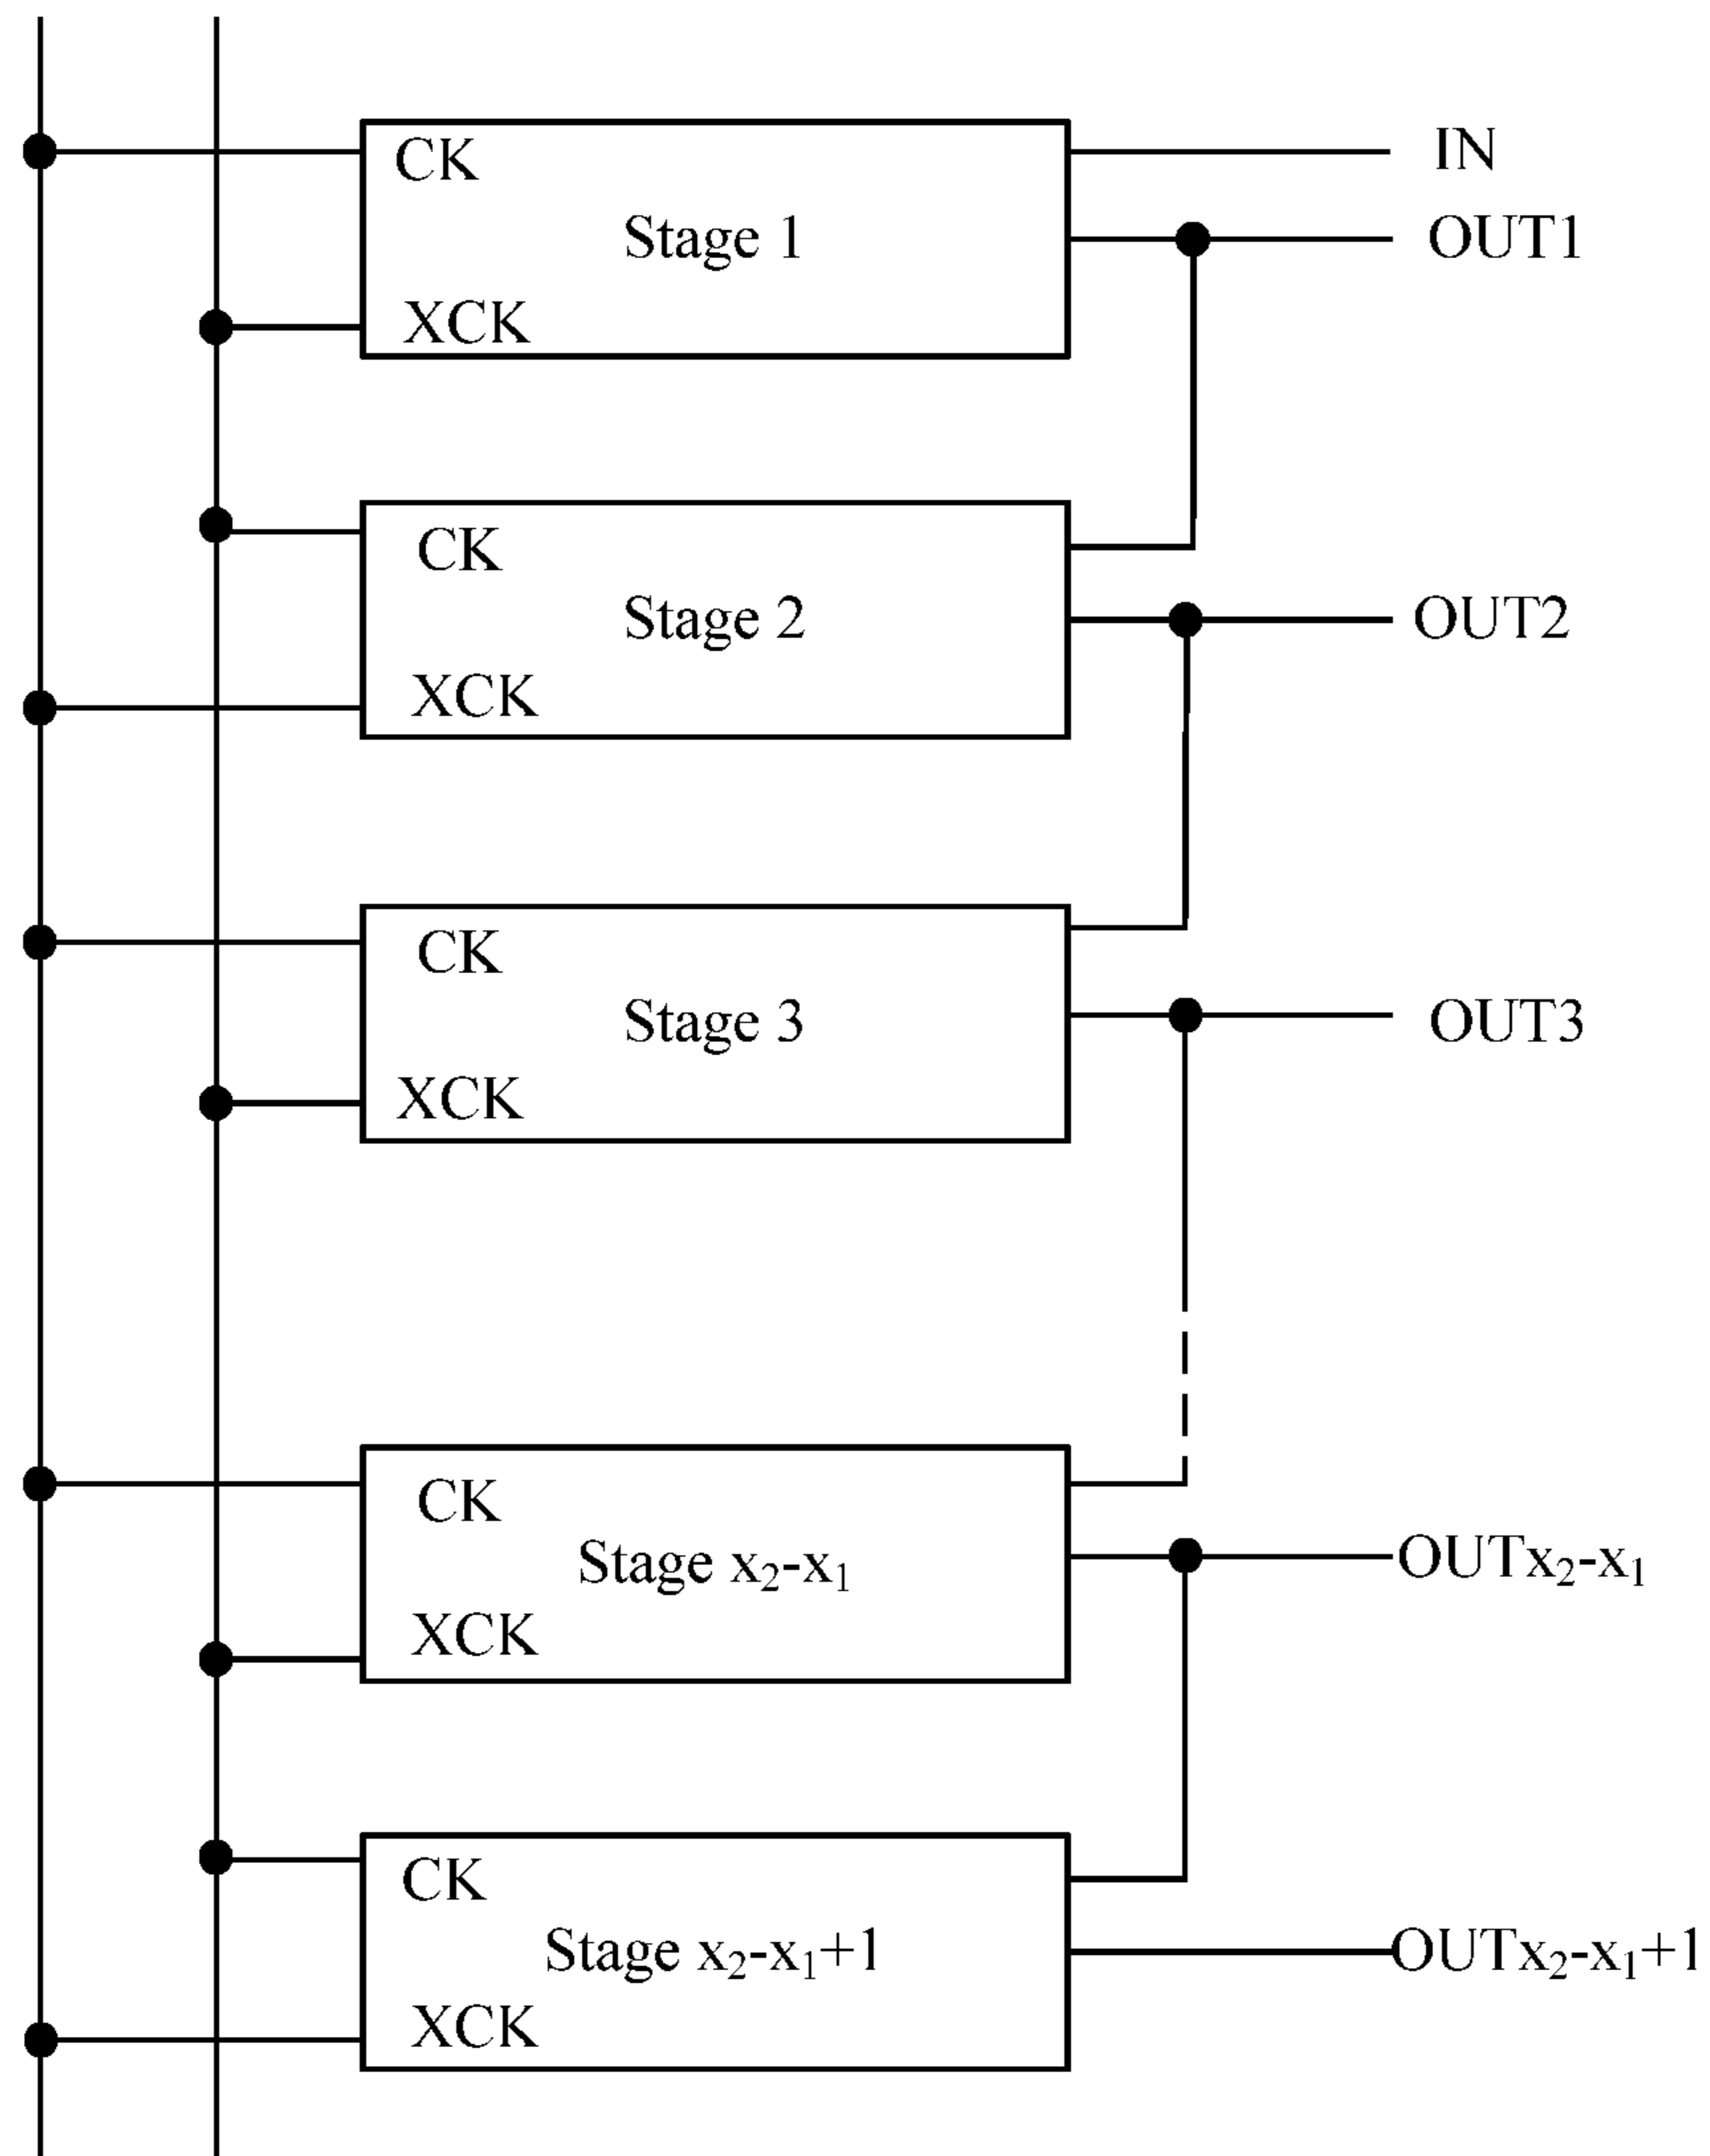 CK
IN
Stage 1
OUT1
XCK
CK
Stage 2
OUT2
XCK
CK
Stage 3
OUT3
XCK
CK
Stage x₂-x₁
OUTx₂-x₁
XCK
CK
Stage x₂-x₁+1
OUTx₂-x₁+1
XCK